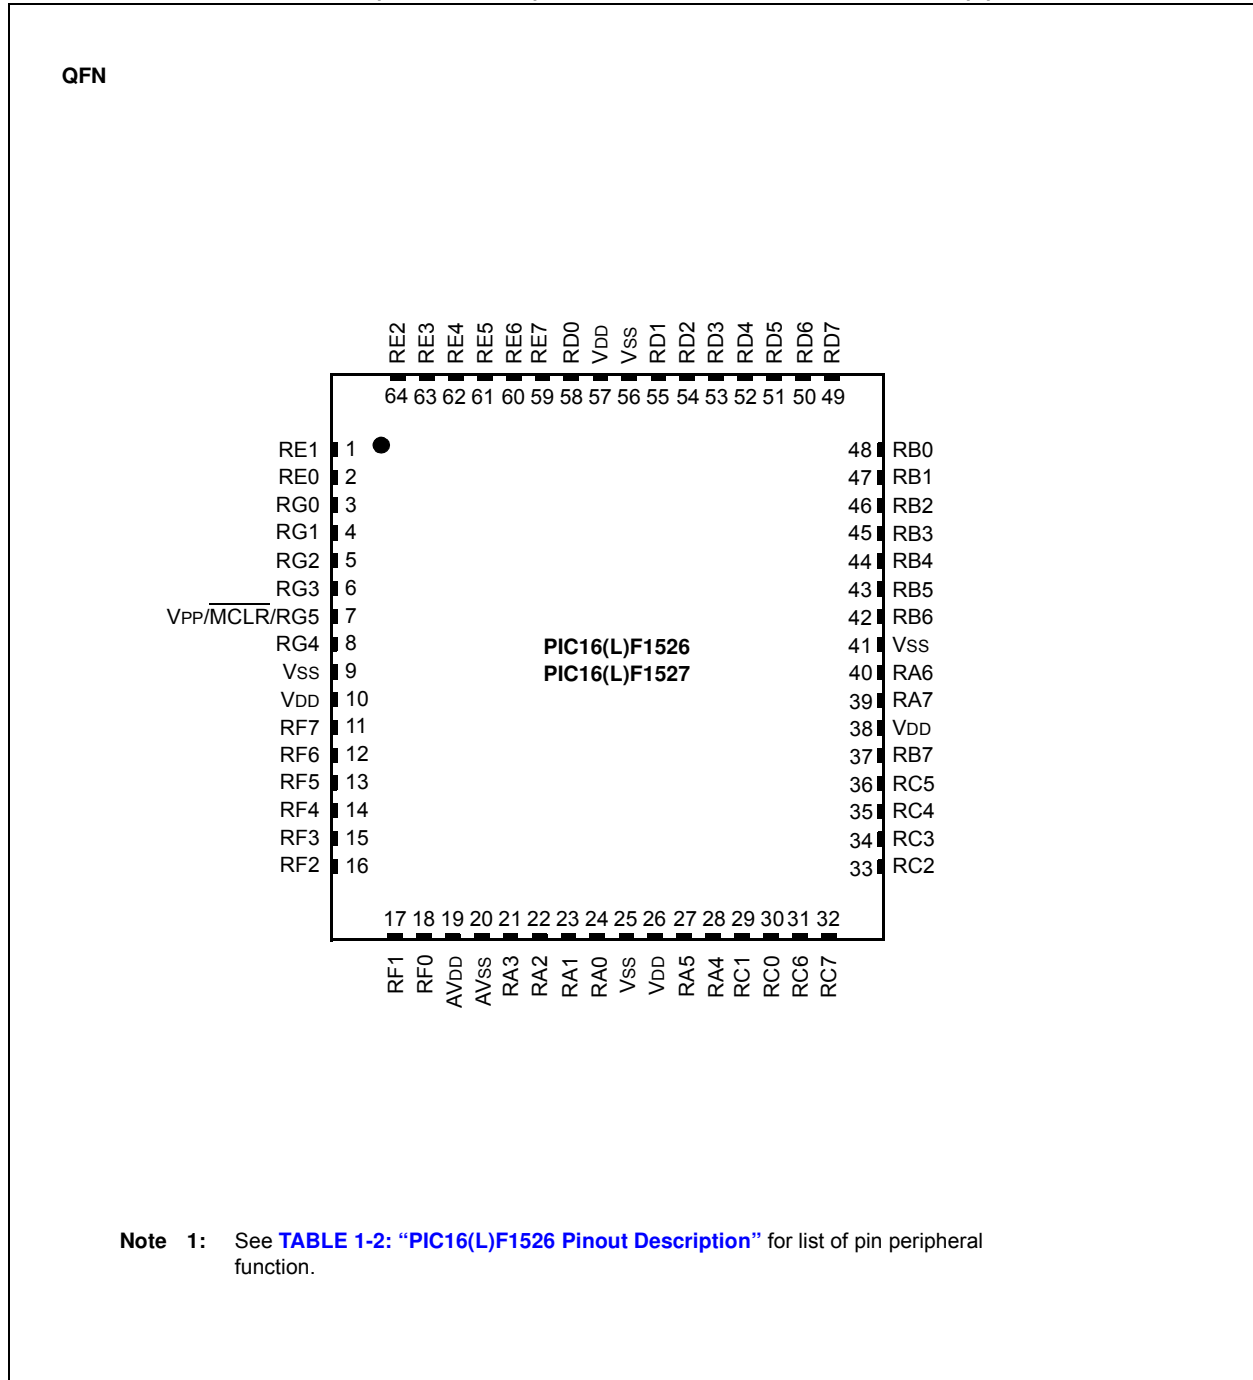 QFN
RE2 RE3 RE4 RE5 RE6 RE7 RD0 VDD VSS RD1 RD2 RD3 RD4 RD5 RD6 RD7
64 63 62 61 60 59 58 57 56 55 54 53 52 51 50 49
RE1 1 48 RB0
RE0 2 47 RB1
RG0 3 46 RB2
RG1 4 45 RB3
RG2 5 44 RB4
RG3 6 43 RB5
VPP/MCLR/RG5 7 42 RB6
RG4 8 PIC16(L)F1526 41 VSS
VSS 9 PIC16(L)F1527 40 RA6
VDD 10 39 RA7
RF7 11 38 VDD
RF6 12 37 RB7
RF5 13 36 RC5
RF4 14 35 RC4
RF3 15 34 RC3
RF2 16 33 RC2
17 18 19 20 21 22 23 24 25 26 27 28 29 30 31 32
RF1 RF0 AVDD AVSS RA3 RA2 RA1 RA0 VSS VDD RA5 RA4 RC1 RC0 RC6 RC7
Note 1: See TABLE 1-2: “PIC16(L)F1526 Pinout Description” for list of pin peripheral
function.